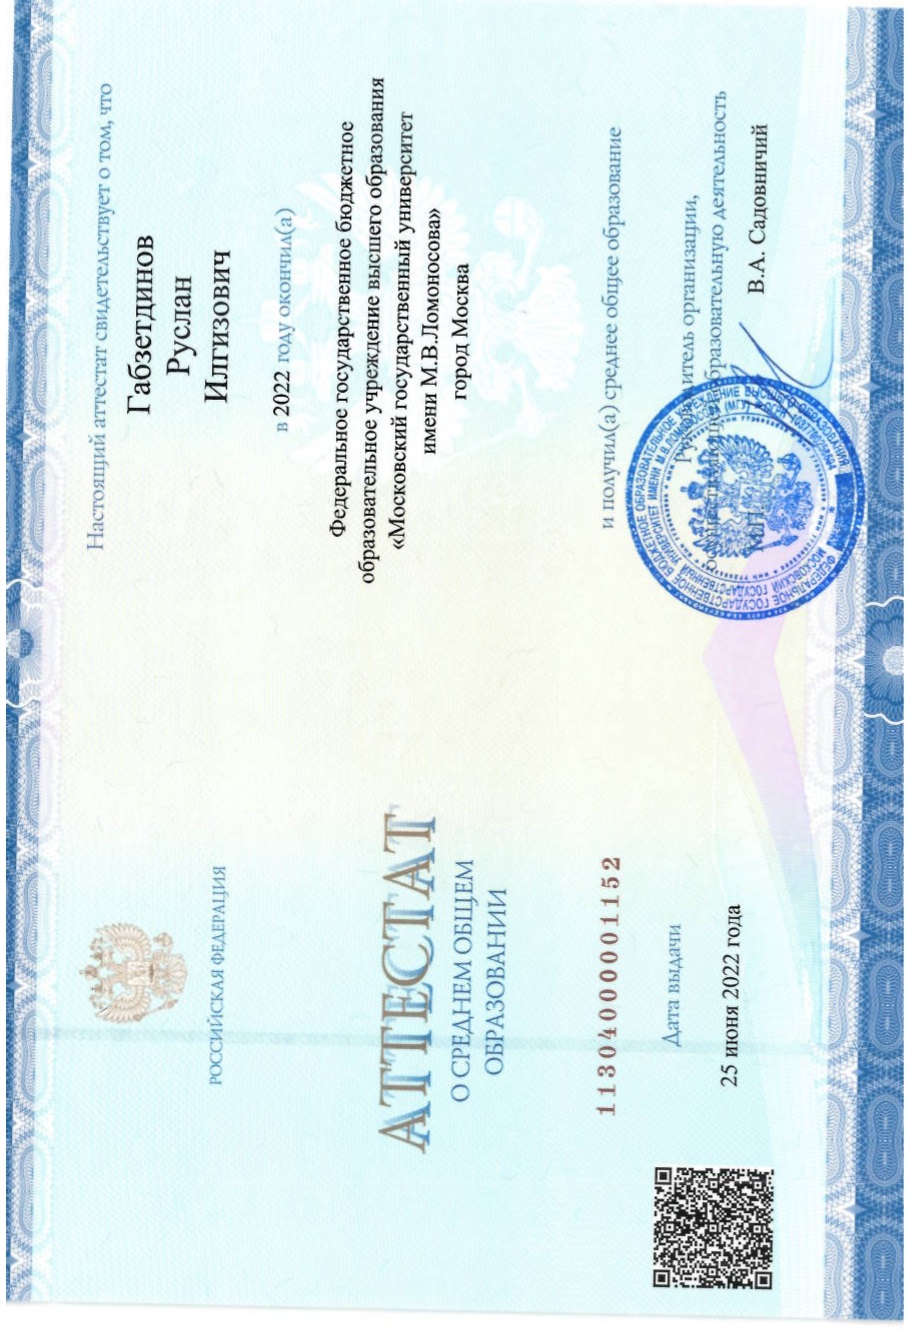 РОССИЙСКАЯ ФЕДЕРАЦИЯ
АТТЕСТАТ
О СРЕДНЕМ ОБЩЕМ
ОБРАЗОВАНИИ
11304000001152
Дата выдачи
25 июня 2022 года
Настоящий аттестат свидетельствует о том, что
Габзетдинов
Руслан
Илгизович
в 2022 году окончил(а)
Федеральное государственное бюджетное
образовательное учреждение высшего образования
«Московский государственный университет
имени М.В.Ломоносова»
город Москва
и получил(а) среднее общее образование
Руководитель организации,
осуществляющей образовательную деятельность
В.А. Садовничий
М.П.
ФЕДЕРАЛЬНОЕ ГОСУДАРСТВЕННОЕ БЮДЖЕТНОЕ ОБРАЗОВАТЕЛЬНОЕ УЧРЕЖДЕНИЕ ВЫСШЕГО ОБРАЗОВАНИЯ
МОСКОВСКИЙ ГОСУДАРСТВЕННЫЙ УНИВЕРСИТЕТ ИМЕНИ М.В.ЛОМОНОСОВА (МГУ)